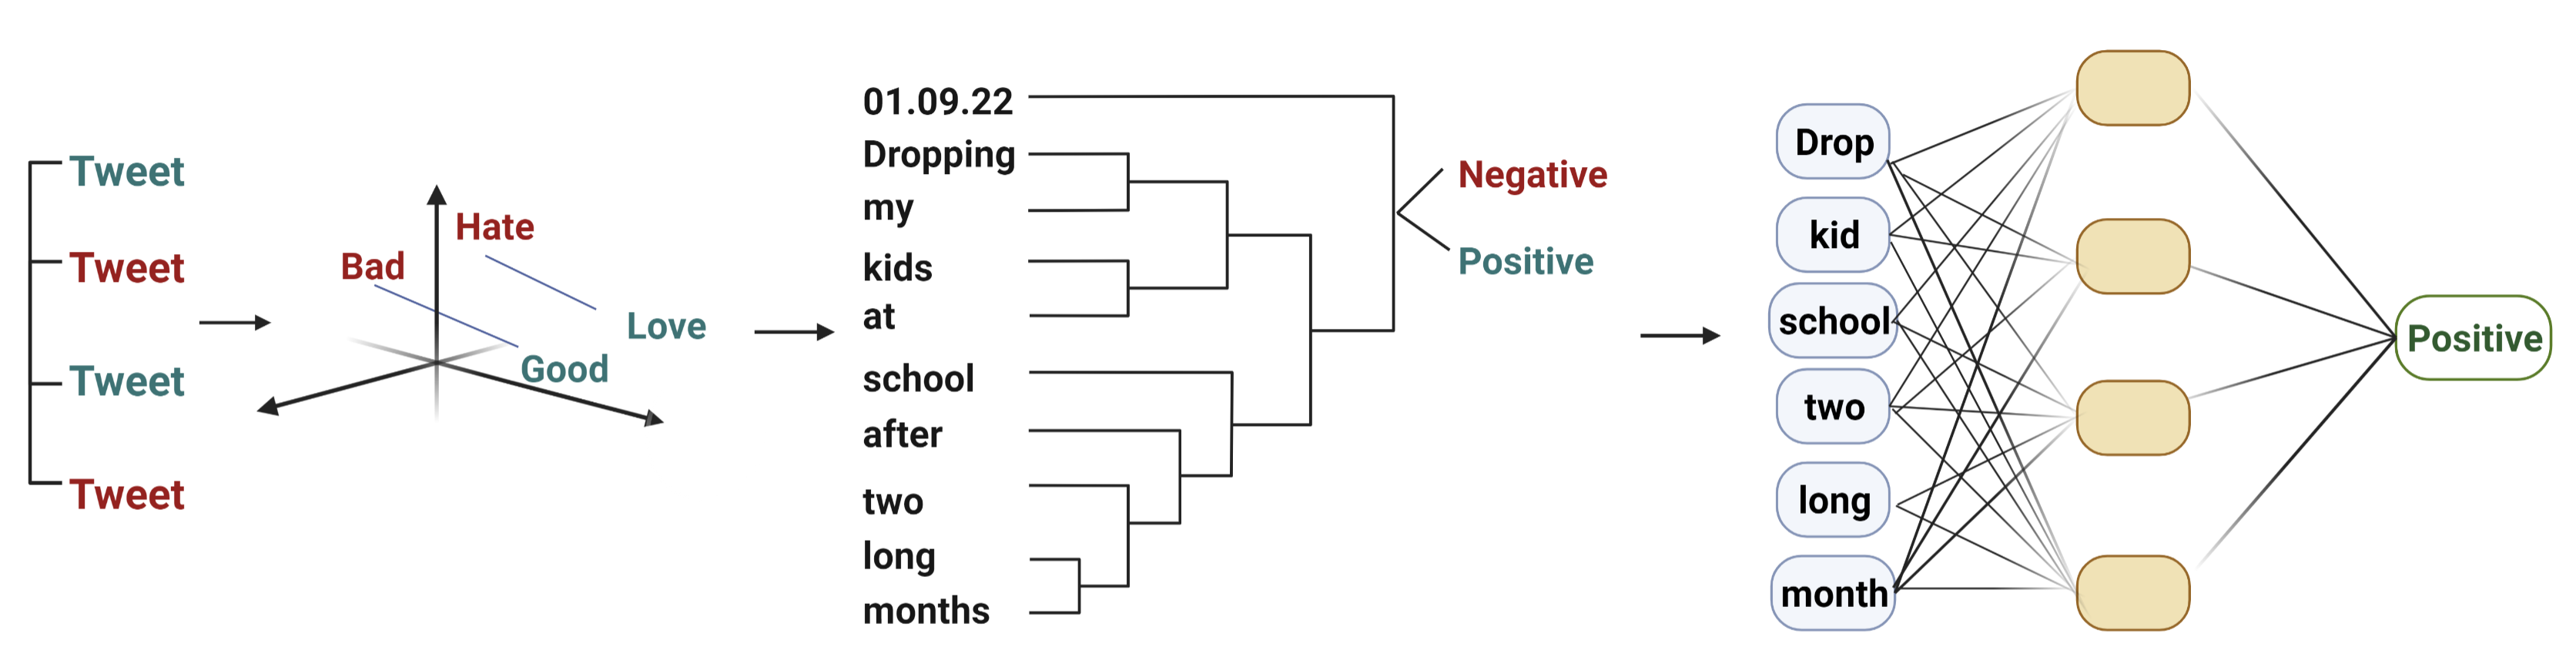 Tweet
Tweet
Tweet
Tweet
Hate
Bad
Love
Good
01.09.22
Dropping
my
kids
at
school
after
two
long
months
Negative
Positive
Drop
kid
school
two
long
month
Positive